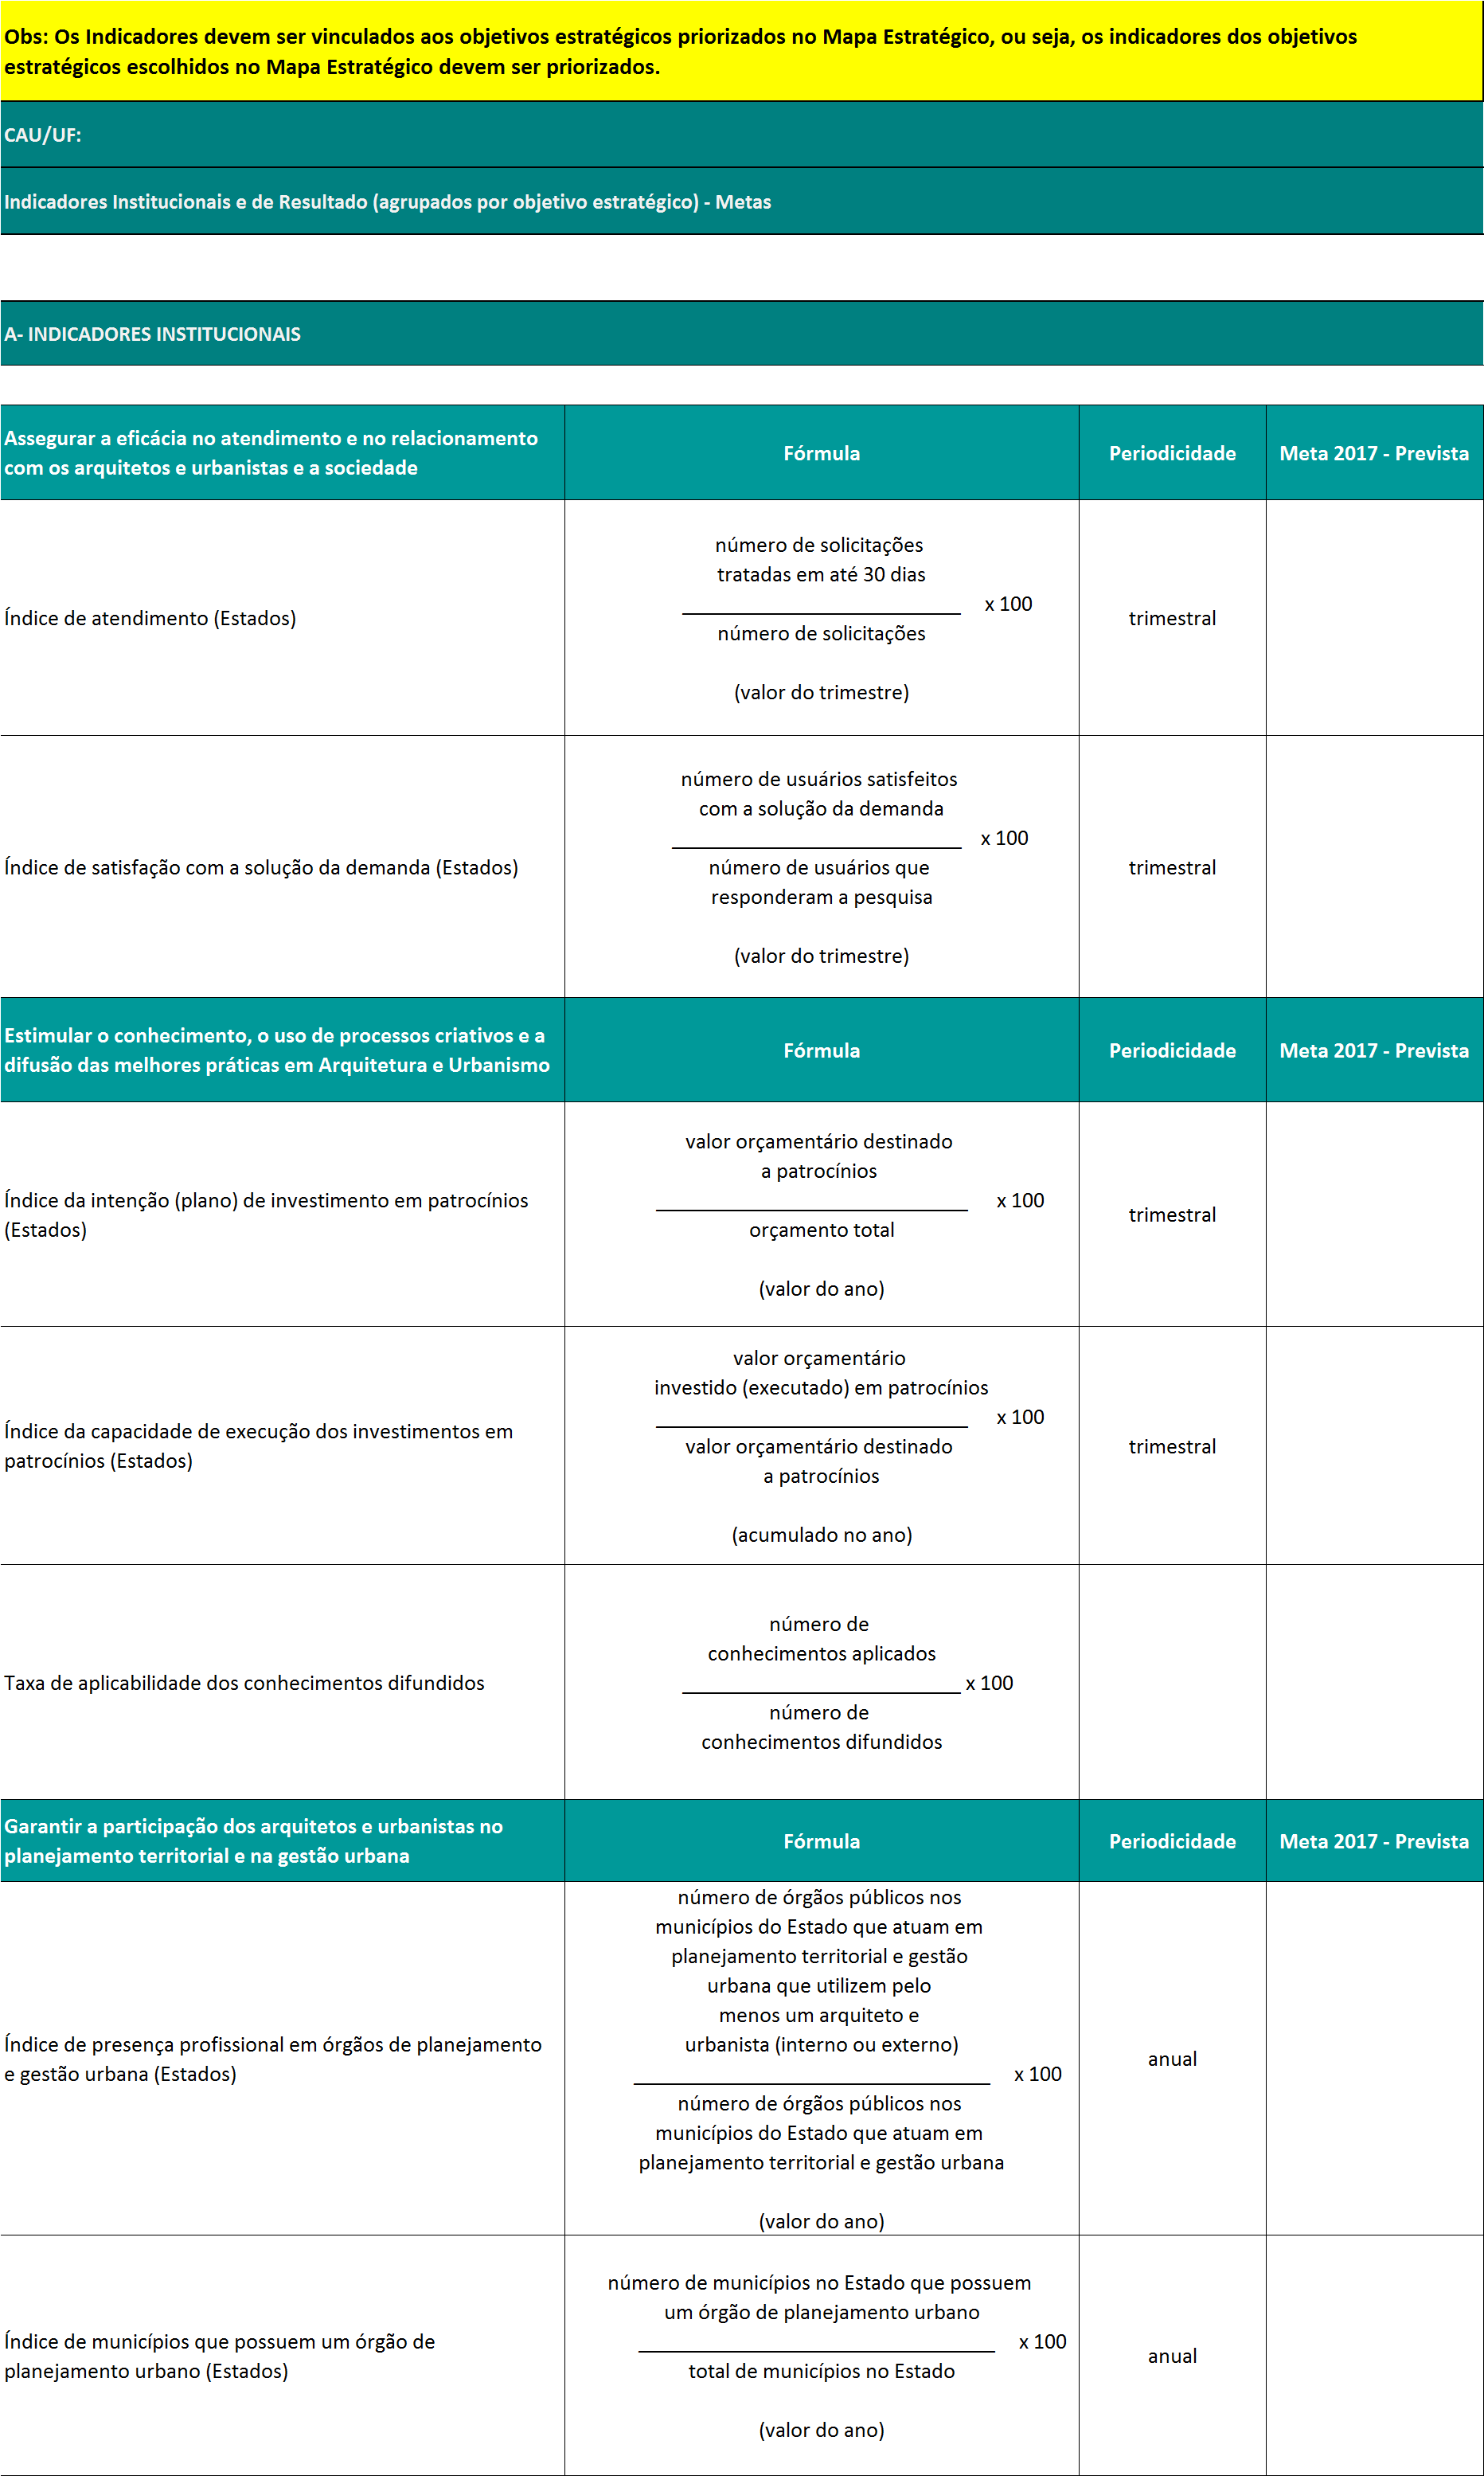 Obs: Os Indicadores devem ser vinculados aos objetivos estratégicos priorizados no Mapa Estratégico, ou seja, os indicadores dos objetivos
estratégicos escolhidos no Mapa Estratégico devem ser priorizados.
CAU/UF:
Indicadores Institucionais e de Resultado (agrupados por objetivo estratégico) - Metas
A- INDICADORES INSTITUCIONAIS
Assegurar a eficácia no atendimento e no relacionamento
com os arquitetos e urbanistas e a sociedade
Fórmula
Periodicidade
Meta 2017 - Prevista
Índice de atendimento (Estados)
número de solicitações
tratadas em até 30 dias
x 100
número de solicitações
(valor do trimestre)
trimestral
Índice de satisfação com a solução da demanda (Estados)
número de usuários satisfeitos
com a solução da demanda
x 100
número de usuários que
responderam a pesquisa
(valor do trimestre)
trimestral
Estimular o conhecimento, o uso de processos criativos e a
difusão das melhores práticas em Arquitetura e Urbanismo
Fórmula
Periodicidade
Meta 2017 - Prevista
Índice da intenção (plano) de investimento em patrocínios
(Estados)
valor orçamentário destinado
a patrocínios
x 100
orçamento total
(valor do ano)
trimestral
Índice da capacidade de execução dos investimentos em
patrocínios (Estados)
valor orçamentário
investido (executado) em patrocínios
x 100
valor orçamentário destinado
a patrocínios
(acumulado no ano)
trimestral
Taxa de aplicabilidade dos conhecimentos difundidos
número de
conhecimentos aplicados
x 100
número de
conhecimentos difundidos
Garantir a participação dos arquitetos e urbanistas no
planejamento territorial e na gestão urbana
Fórmula
Periodicidade
Meta 2017 - Prevista
Índice de presença profissional em órgãos de planejamento
e gestão urbana (Estados)
número de órgãos públicos nos
municípios do Estado que atuam em
planejamento territorial e gestão
urbana que utilizem pelo
menos um arquiteto e
urbanista (interno ou externo)
x 100
número de órgãos públicos nos
municípios do Estado que atuam em
planejamento territorial e gestão urbana
(valor do ano)
anual
Índice de municípios que possuem um órgão de
planejamento urbano (Estados)
número de municípios no Estado que possuem
um órgão de planejamento urbano
x 100
total de municípios no Estado
(valor do ano)
anual